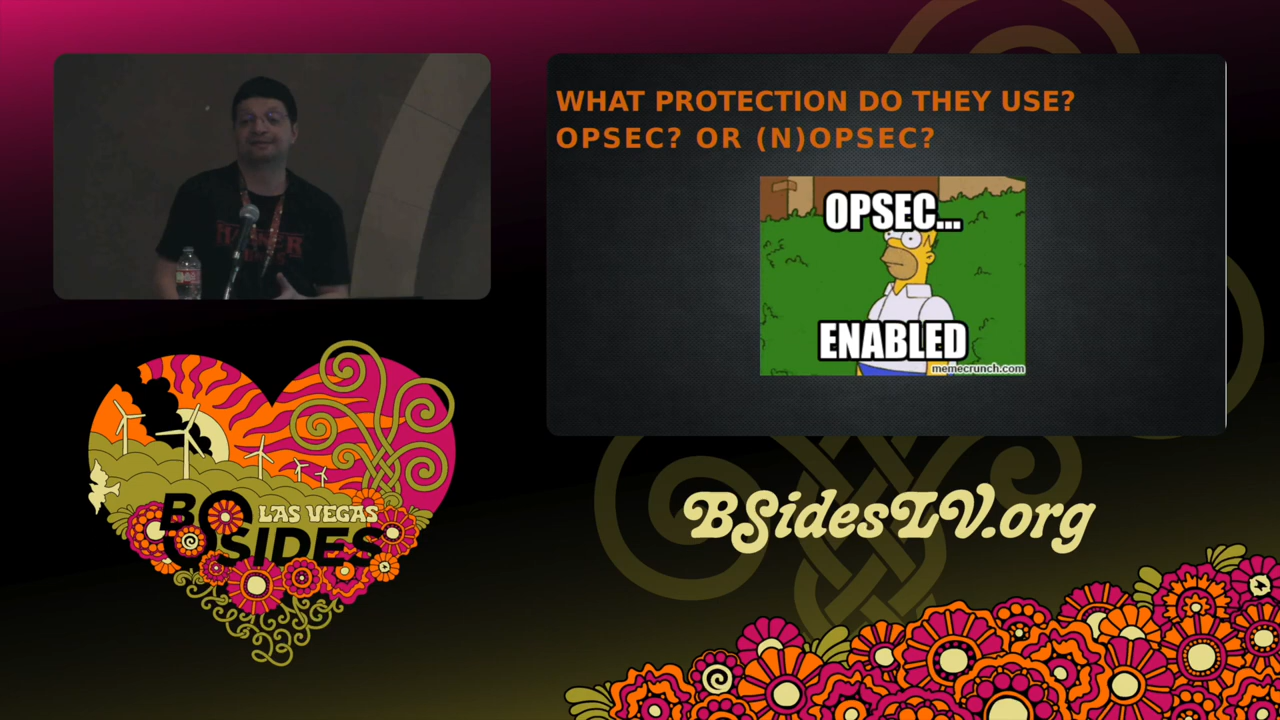 WHAT PROTECTION DO THEY USE?
OPSEC? OR (N)OPSEC?
OPSEC...
ENABLED
memecrunch.com
LAS VEGAS
BSIDES
BSidesLV.org